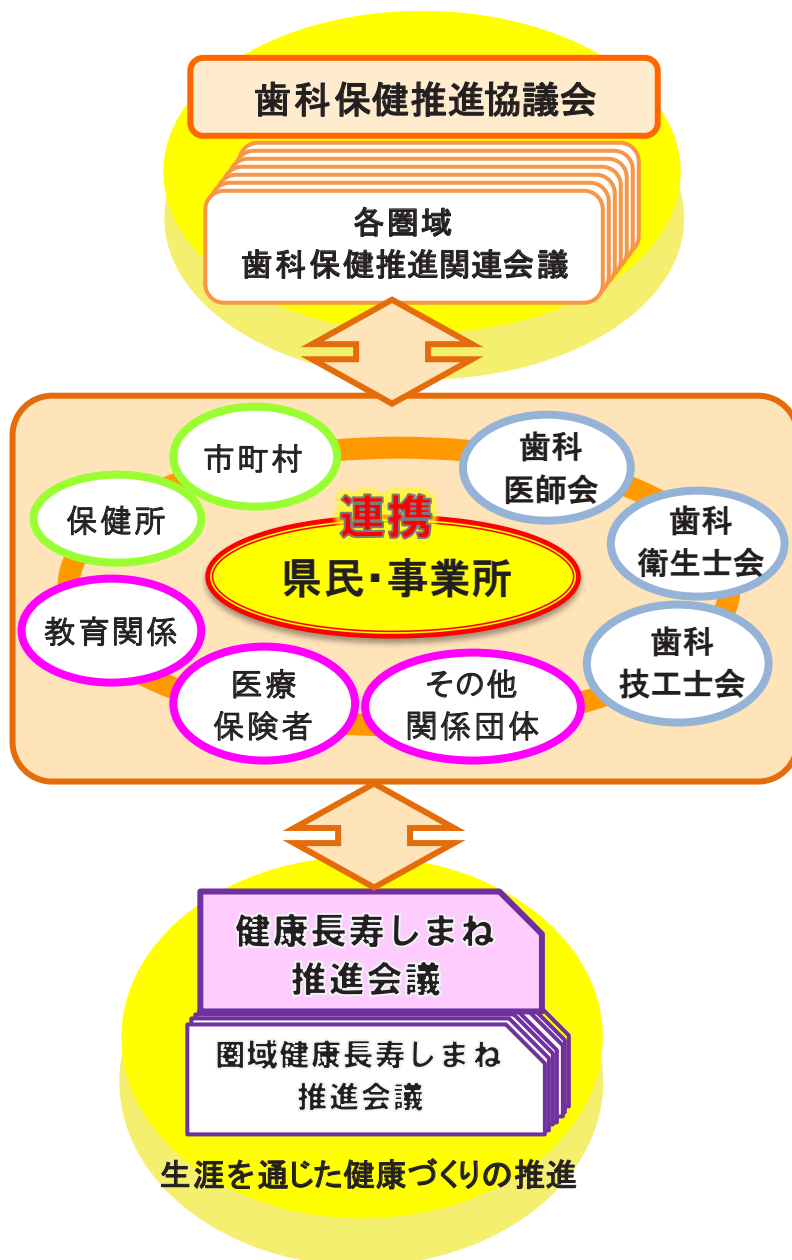 歯科保健推進協議会
各圏域
歯科保健推進関連会議
市町村
歯科
医師会
保健所
連携
歯科
衛生士会
県民・事業所
教育関係
歯科
技工士会
医療
保険者
その他
関係団体
健康長寿しまね
推進会議
圏域健康長寿しまね
推進会議
生涯を通じた健康づくりの推進